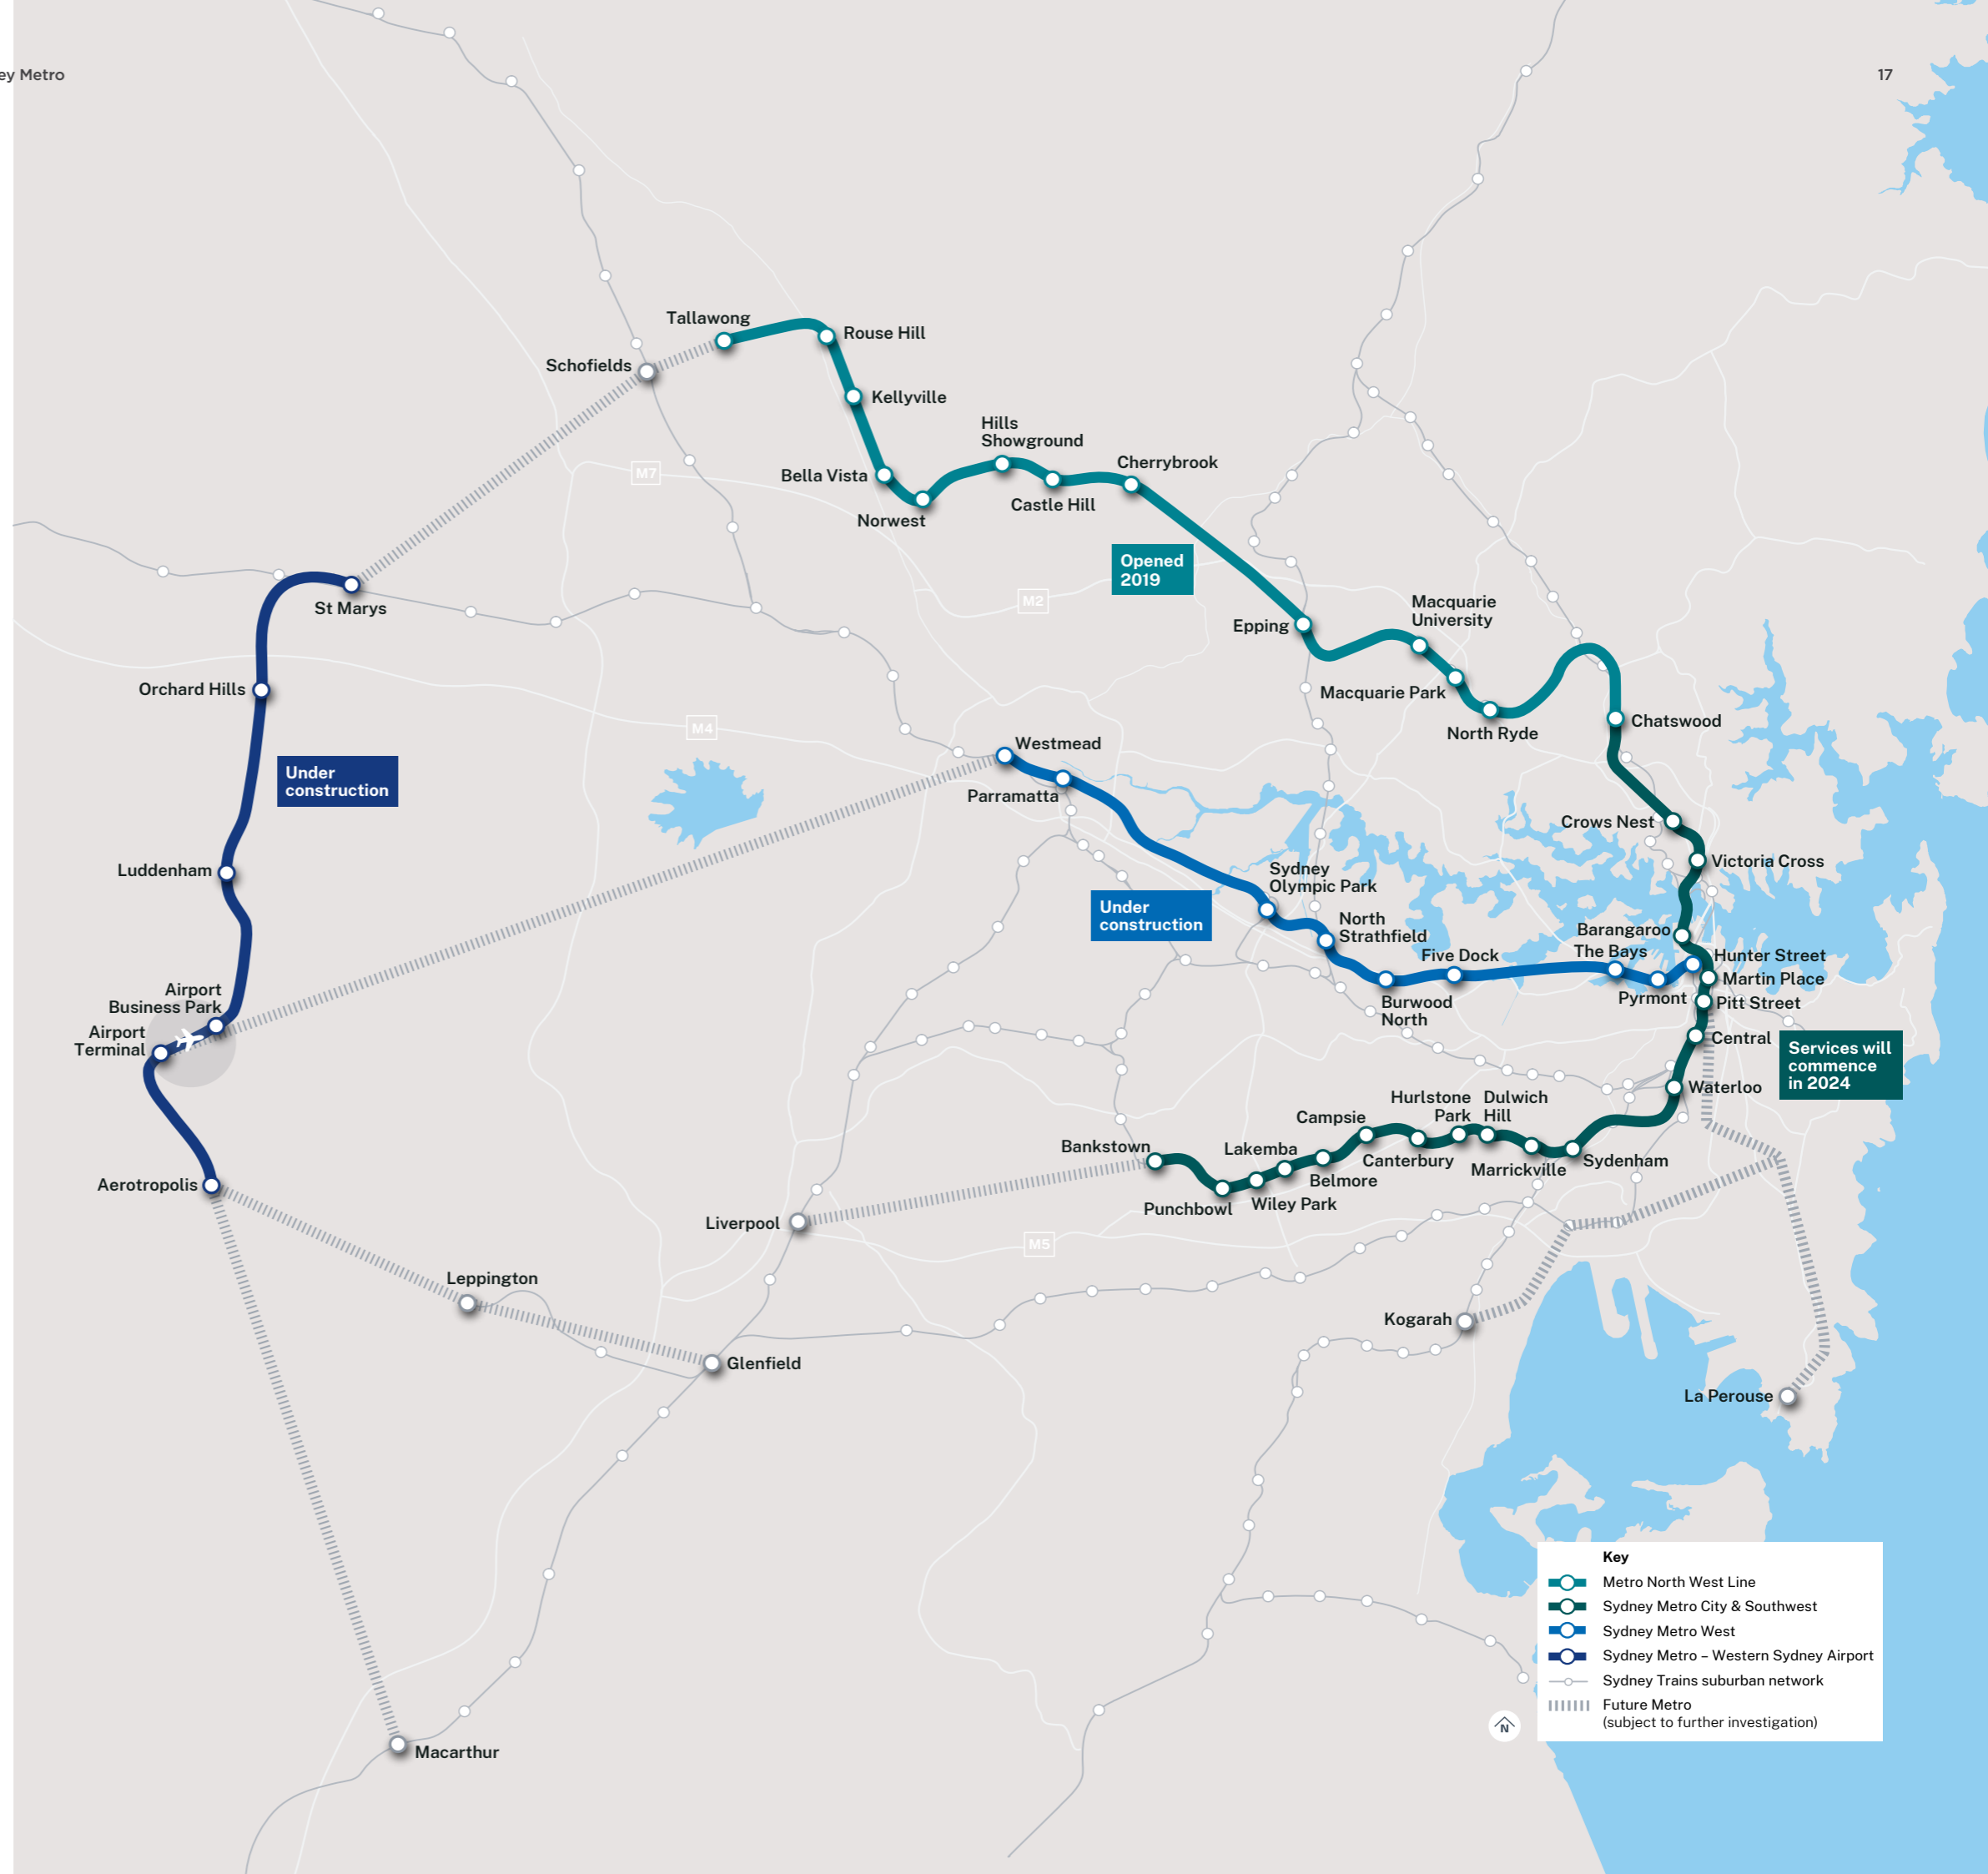 ey Metro
17
Tallawong
Rouse Hill
Schofields
Kellyville
Hills
Showground
Cherrybrook
M7
Bella Vista
Castle Hill
Norwest
Opened
2019
M2
St Marys
Macquarie
University
Epping
Orchard Hills
Macquarie Park
Chatswood
M4
North Ryde
Westmead
Under
construction
Parramatta
Crows Nest
Victoria Cross
Luddenham
Sydney
Olympic Park
Under
construction
North
Strathfield
Barangaroo
The Bays
Five Dock
Hunter Street
Martin Place
Airport
Business Park
Pyrmont
Pitt Street
Burwood
North
Airport
Terminal
Central
Services will
commence
in 2024
Waterloo
Hurlstone
Park
Dulwich
Hill
Campsie
Bankstown
Lakemba
Canterbury
Sydenham
Marrickville
Belmore
Aerotropolis
Wiley Park
Punchbowl
Liverpool
M5
Leppington
Kogarah
Glenfield
La Perouse
Key
Metro North West Line
Sydney Metro City & Southwest
Sydney Metro West
Sydney Metro – Western Sydney Airport
Sydney Trains suburban network
Future Metro
(subject to further investigation)
N
Macarthur